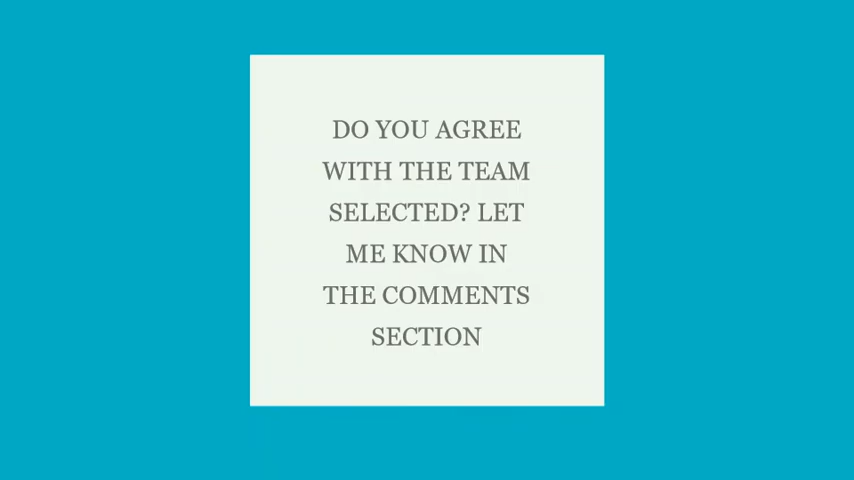 DO YOU AGREE
WITH THE TEAM
SELECTED? LET
ME KNOW IN
THE COMMENTS
SECTION